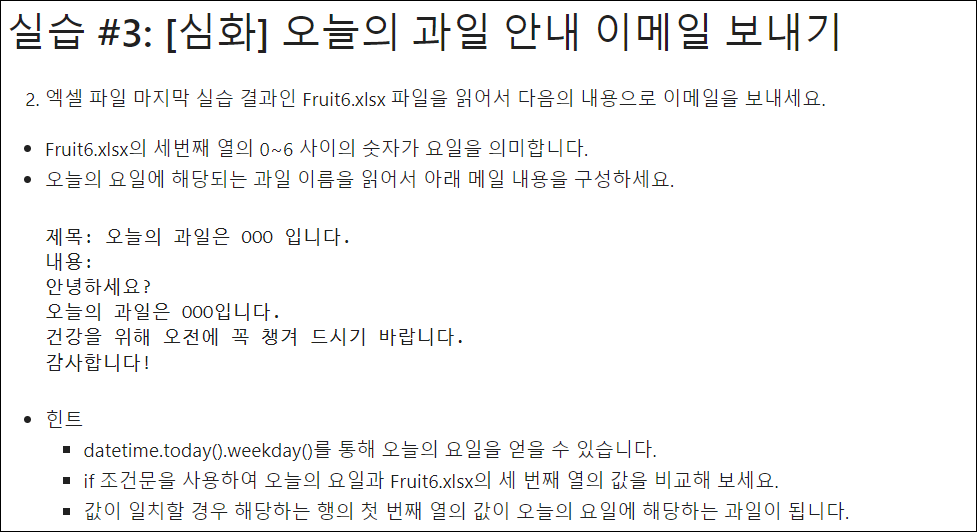 실습 #3: [심화] 오늘의 과일 안내 이메일 보내기
2. 엑셀 파일 마지막 실습 결과인 Fruit6.xlsx 파일을 읽어서 다음의 내용으로 이메일을 보내세요.
• Fruit6.xlsx의 세번째 열의 0~6 사이의 숫자가 요일을 의미합니다.
• 오늘의 요일에 해당되는 과일 이름을 읽어서 아래 메일 내용을 구성하세요.
제목: 오늘의 과일은 OOO 입니다.
내용:
안녕하세요?
오늘의 과일은 OOO입니다.
건강을 위해 오전에 꼭 챙겨 드시기 바랍니다.
감사합니다!
• 힌트
▪ datetime.today().weekday()를 통해 오늘의 요일을 얻을 수 있습니다.
▪ if 조건문을 사용하여 오늘의 요일과 Fruit6.xlsx의 세 번째 열의 값을 비교해 보세요.
▪ 값이 일치할 경우 해당하는 행의 첫 번째 열의 값이 오늘의 요일에 해당하는 과일이 됩니다.